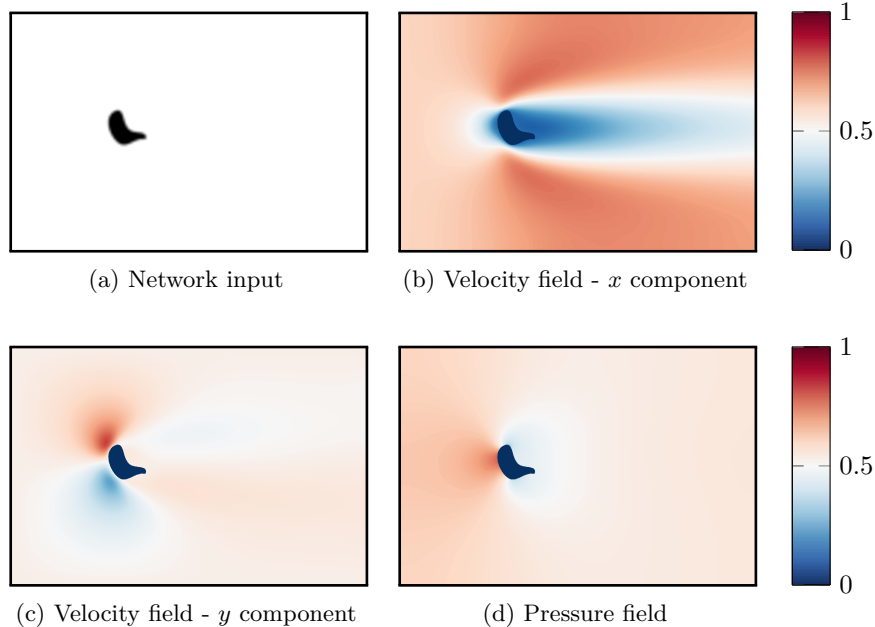 1
0.5
0
(a) Network input
(b) Velocity field - x component
1
0.5
0
(c) Velocity field - y component
(d) Pressure field